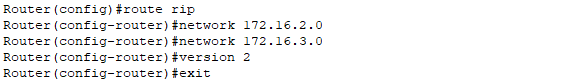 Router(config)#route rip
Router(config-router)#network 172.16.2.0
Router(config-router)#network 172.16.3.0
Router(config-router)#version 2
Router(config-router)#exit